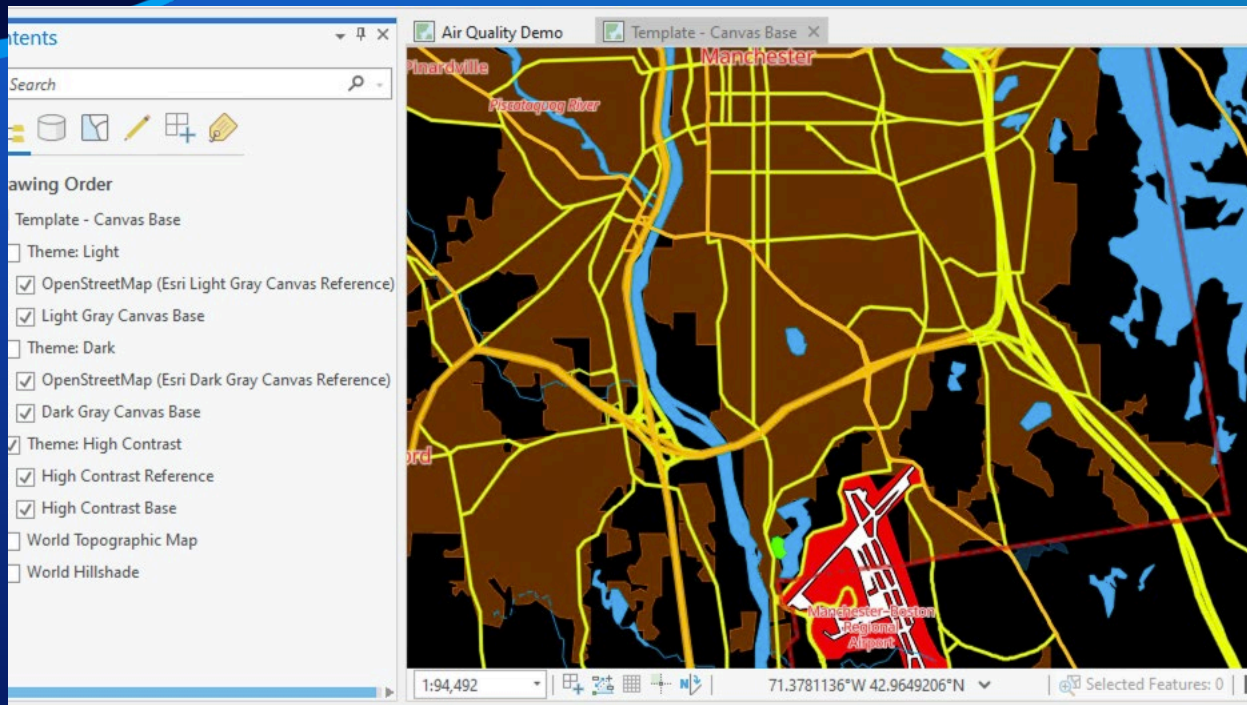 ntents
Search
awing Order
Template - Canvas Base
Theme: Light
OpenStreetMap (Esri Light Gray Canvas Reference)
Light Gray Canvas Base
Theme: Dark
OpenStreetMap (Esri Dark Gray Canvas Reference)
Dark Gray Canvas Base
Theme: High Contrast
High Contrast Reference
High Contrast Base
World Topographic Map
World Hillshade
Air Quality Demo
Template - Canvas Base
Pinardville
Manchester
Piscataquog River
ord
Manchester-Boston
Regional
Airport
1:94,492
N
71.3781136°W 42.9649206°N
Selected Features: 0